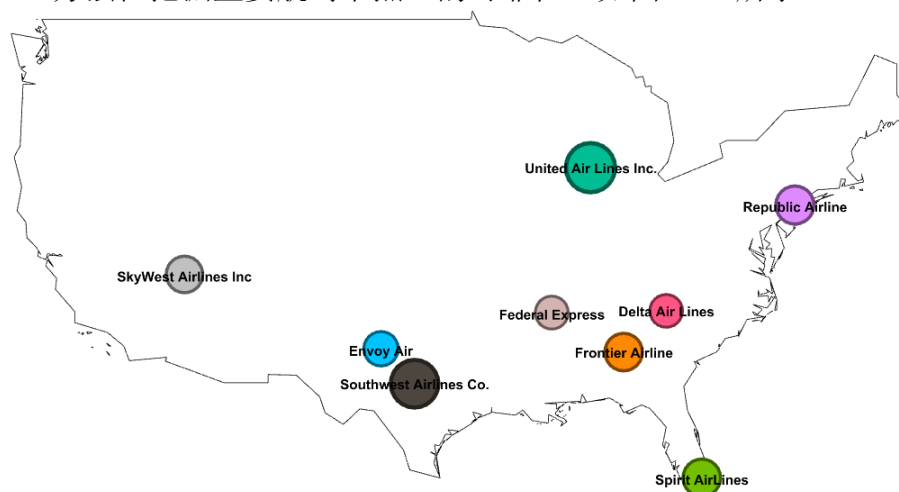 United Air Lines Inc.
Republic Airline
SkyWest Airlines Inc
Federal Express
Delta Air Lines
Envoy Air
Frontier Airline
Southwest Airlines Co.
Spirit AirLines